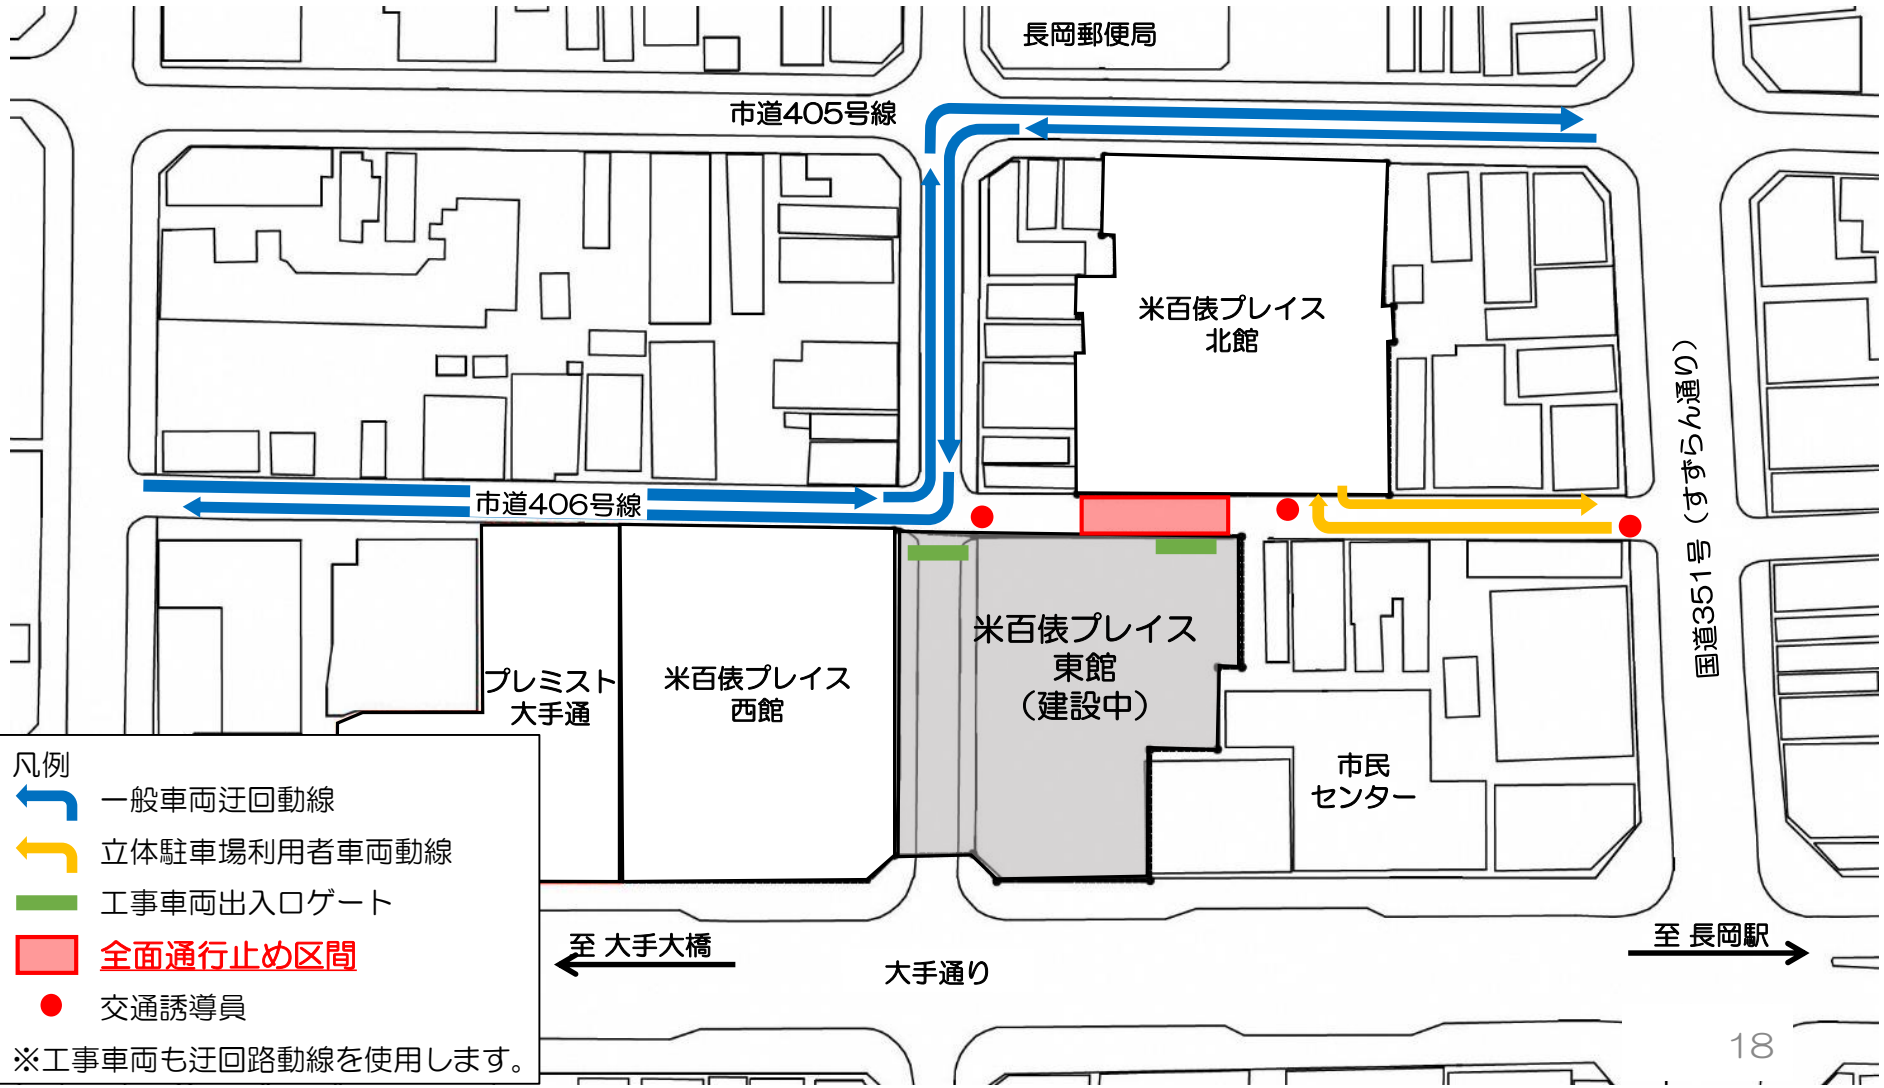 長岡郵便局
市道405号線
米百俵プレイス
北館
国道351号（すずらん通り）
市道406号線
米百俵プレイス
東館
（建設中）
プレミスト
大手通
米百俵プレイス
西館
市民
センター
凡例
一般車両迂回動線
立体駐車場利用者車両動線
工事車両出入口ゲート
全面通行止め区間
交通誘導員
※工事車両も迂回路動線を使用します。
至 大手大橋
大手通り
至 長岡駅
18